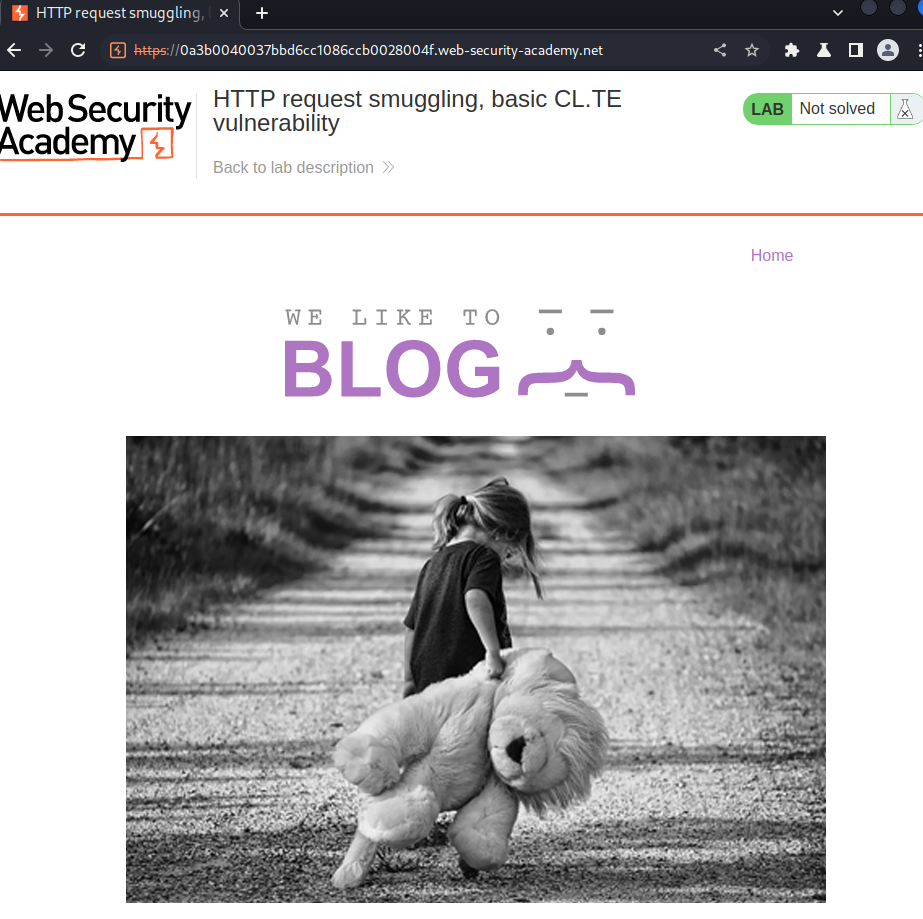 HTTP request smuggling,
https://0a3b0040037bbd6cc1086ccb0028004f.web-security-academy.net
Web Security
Academy
HTTP request smuggling, basic CL.TE
vulnerability
LAB Not solved
Back to lab description
Home
WE LIKE TO
BLOG